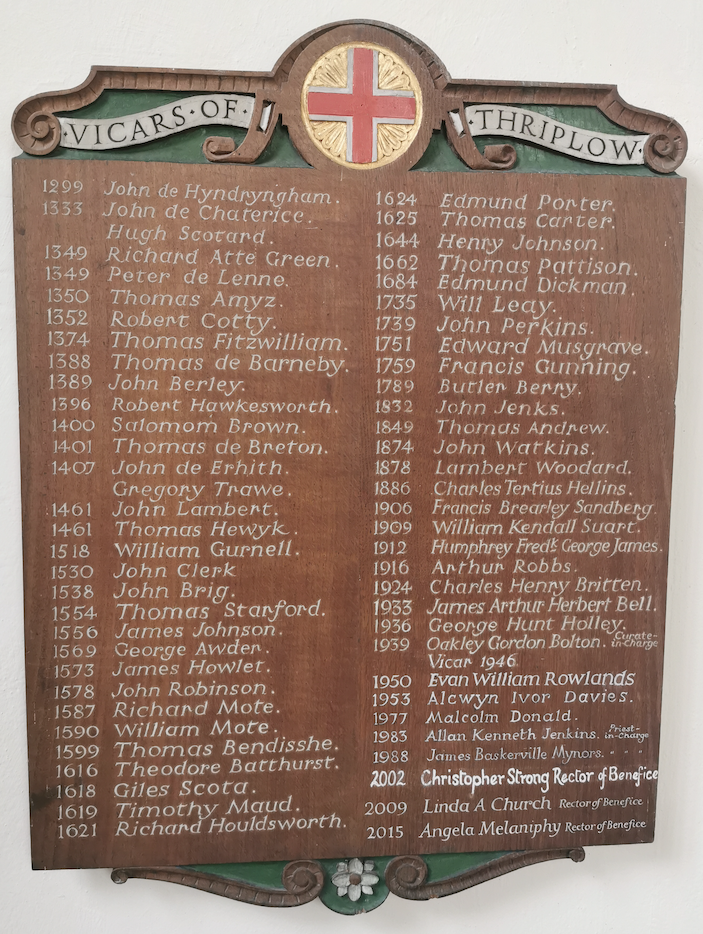 ·VICARS·OF·
·THRIPLOW·
1299 John de Hyndryngham.
1333 John de Chaterice.
Hugh Scotard.
1349 Richard Atte Green.
1349 Peter de Lenne.
1350 Thomas Amyz.
1352 Robert Cotty.
1374 Thomas Fitzwilliam.
1388 Thomas de Barneby.
1389 John Berley.
1396 Robert Hawkesworth.
1400 Salomom Brown.
1401 Thomas de Breton.
1407 John de Erhith.
Gregory Trawe.
1461 John Lambert.
1461 Thomas Hewyk.
1518 William Gurnell.
1530 John Clerk
1538 John Brig.
1554 Thomas Starford.
1556 James Johnson.
1569 George Awder.
1573 James Howlet.
1578 John Robinson.
1587 Richard Mote.
1590 William Mote.
1599 Thomas Bendisshe.
1616 Theodore Batthurst.
1618 Giles Scota.
1619 Timothy Maud.
1621 Richard Houldsworth.
1624 Edmund Porter.
1625 Thomas Carter.
1644 Henry Johnson.
1662 Thomas Pattison.
1684 Edmund Dickman.
1735 Will Leay.
1739 John Perkins.
1751 Edward Musgrave.
1759 Francis Gunning.
1789 Butler Berry.
1832 John Jenks.
1849 Thomas Andrew.
1874 John Watkins.
1878 Lambert Woodard.
1886 Charles Tertius Hellins.
1906 Francis Brearley Sandberg.
1909 William Kendall Suart.
1912 Humphrey Fredk. George James.
1916 Arthur Robbs.
1924 Charles Henry Britten.
1933 James Arthur Herbert Bell.
1936 George Hunt Holley.
1939 Oakley Gordon Bolton. Curate-in-charge
Vicar 1946.
1950 Evan William Rowlands
1953 Alcwyn Ivor Davies.
1977 Malcolm Donald.
1983 Allan Kenneth Jenkins. Priest-in-charge
1988 James Baskerville Mynors. " " "
2002 Christopher Strong Rector of Benefice
2009 Linda A Church Rector of Benefice
2015 Angela Melaniphy Rector of Benefice